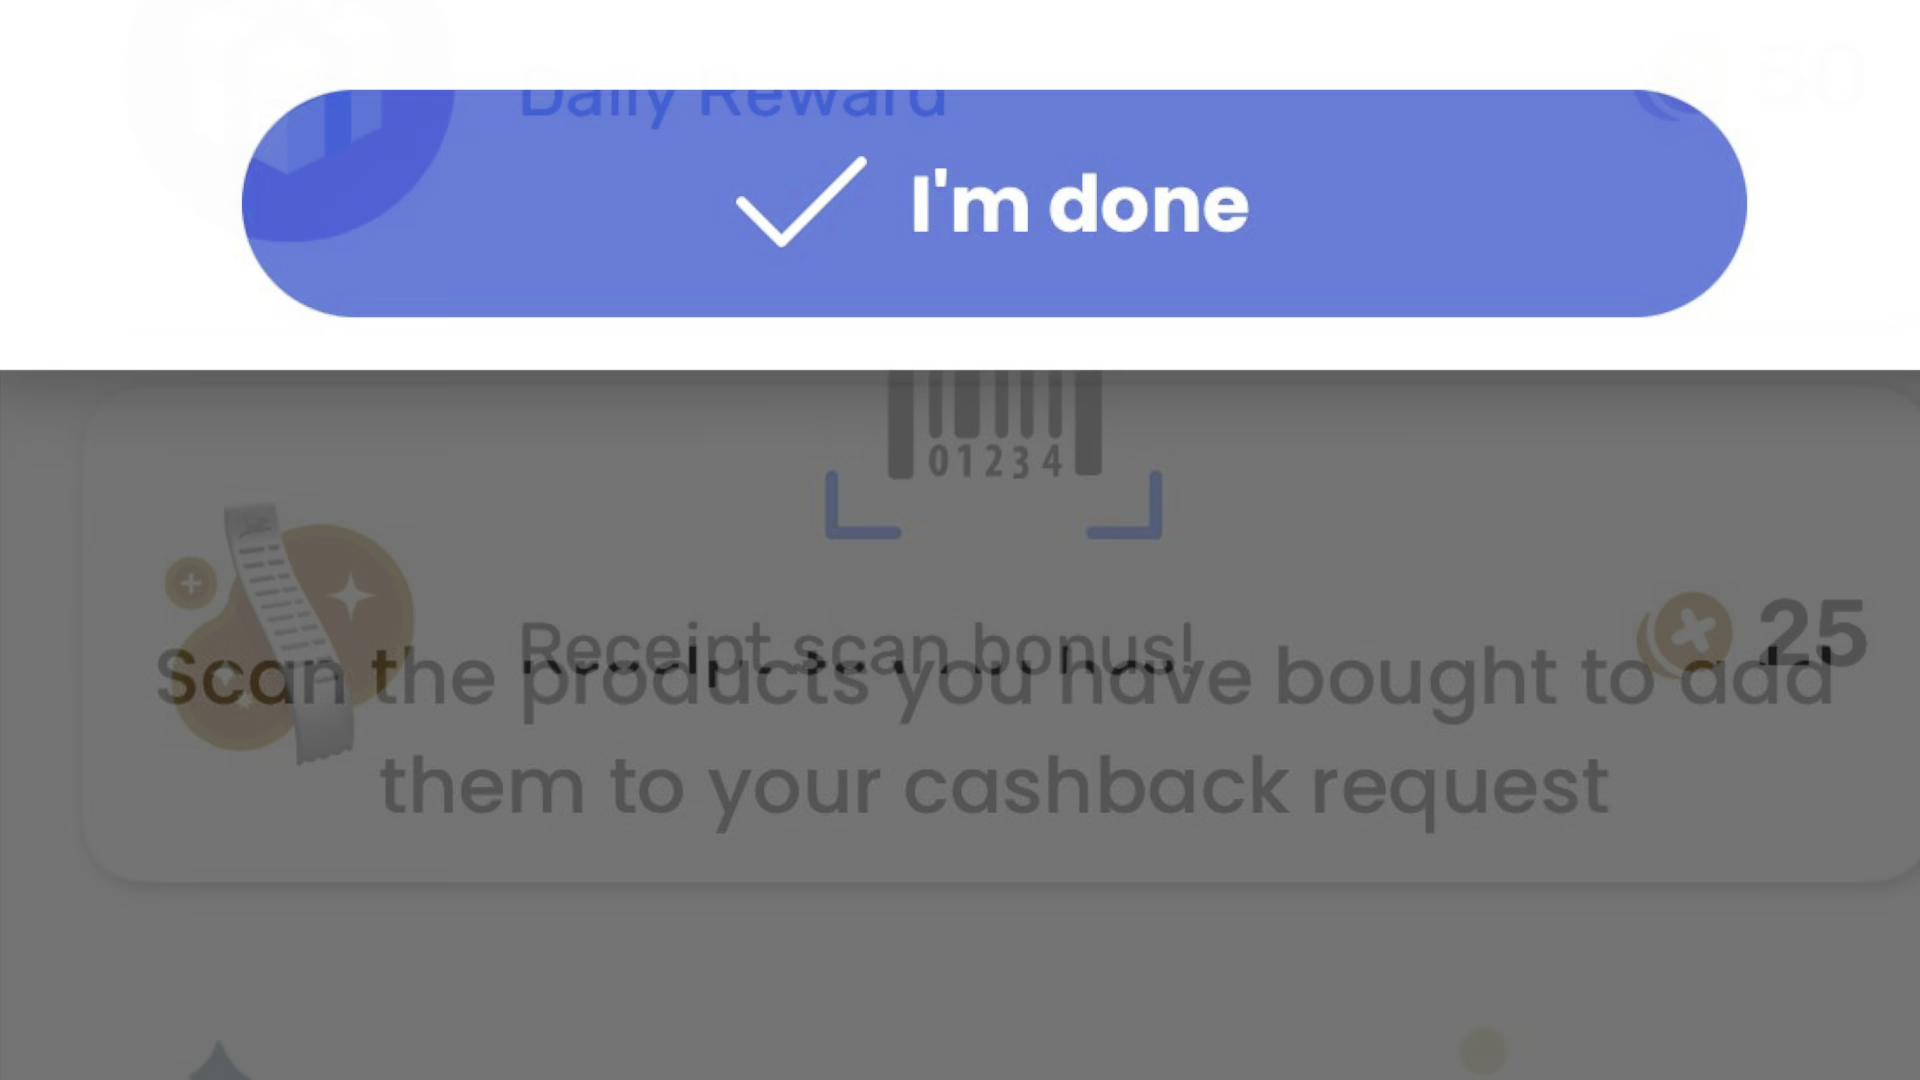 Daily Reward
50
I'm done
01234
Receipt scan bonus!
25
Scan the products you have bought to add
them to your cashback request